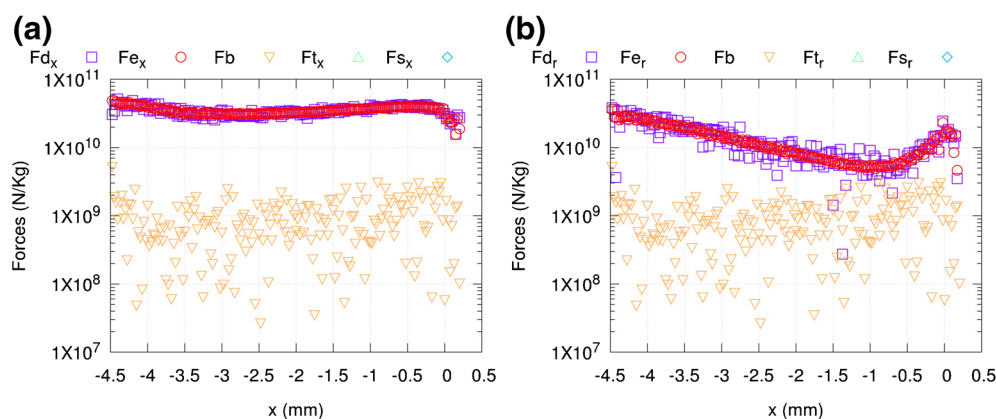 (a)
Fdx Fex Fb Ftx Fsx
1X10^11
1X10^10
1X10^9
1X10^8
1X10^7
Forces (N/Kg)
-4.5 -4 -3.5 -3 -2.5 -2 -1.5 -1 -0.5 0 0.5
x (mm)
(b)
Fdr Fer Fb Ftr Fsr
1X10^11
1X10^10
1X10^9
1X10^8
1X10^7
Forces (N/Kg)
-4.5 -4 -3.5 -3 -2.5 -2 -1.5 -1 -0.5 0 0.5
x (mm)